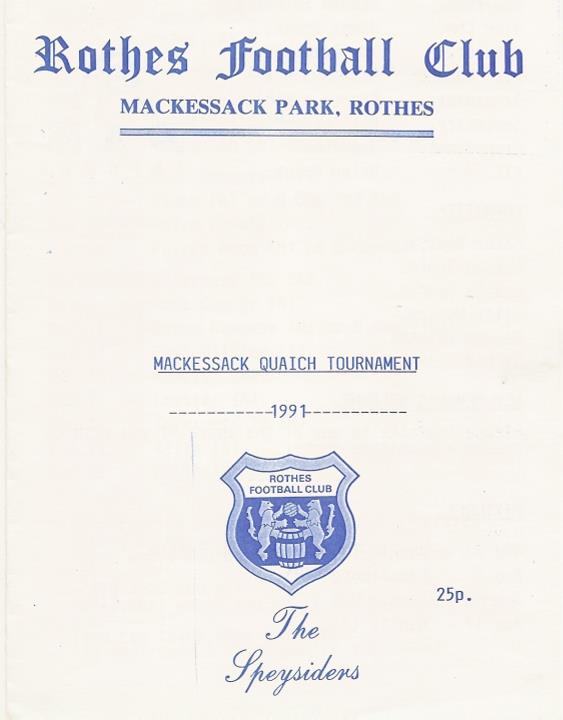 Rothes Football Club
MACKESSACK PARK, ROTHES
MACKESSACK QUAICH TOURNAMENT
-----------1991-----------
ROTHES
FOOTBALL CLUB
25p.
The
Speysiders